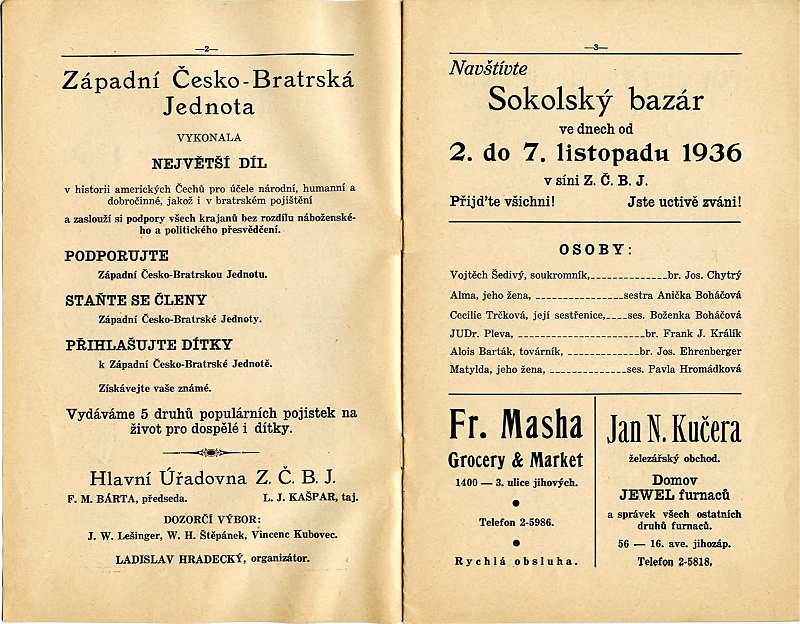 —2—
Západní Česko-Bratrská
Jednota
VYKONALA
NEJVĚTŠÍ DÍL
v historii amerických Čechů pro účele národní, humanní a
dobročinné, jakož i v bratrském pojištění
a zaslouží si podpory všech krajanů bez rozdílu náboženské-
ho a politického přesvědčení.
PODPORUJTE
Západní Česko-Bratrskou Jednotu.
STAŇTE SE ČLENY
Západní Česko-Bratrské Jednoty.
PŘIHLAŠUJTE DÍTKY
k Západní Česko-Bratrské Jednotě.
Získávejte vaše známé.
Vydáváme 5 druhů populárních pojistek na
život pro dospělé i dítky.
Hlavní Úřadovna Z. Č. B. J.
F. M. BÁRTA, předseda. L. J. KAŠPAR, taj.
DOZORČÍ VÝBOR:
J. W. Lešinger, W. H. Štěpánek, Vincenc Kubovec.
LADISLAV HRADECKÝ, organizátor.
—3—
Navštívte
Sokolský bazár
ve dnech od
2. do 7. listopadu 1936
v síni Z. Č. B. J.
Přijďte všichni! Jste uctivě zváni!
OSOBY:
Vojtěch Šedivý, soukromník, br. Jos. Chytrý
Alma, jeho žena, sestra Anička Boháčová
Cecilie Trčková, její sestřenice, ses. Boženka Boháčová
JUDr. Pleva, br. Frank J. Králík
Alois Barták, továrník, br. Jos. Ehrenberger
Matylda, jeho žena, ses. Pavla Hromádková
Fr. Masha
Grocery & Market
1400 — 3. ulice jihových.
Telefon 2-5986.
Rychlá obsluha.
Jan N. Kučera
železářský obchod.
Domov
JEWEL furnaců
a správek všech ostatních
druhů furnaců.
56 — 16. ave. jihozáp.
Telefon 2-5818.